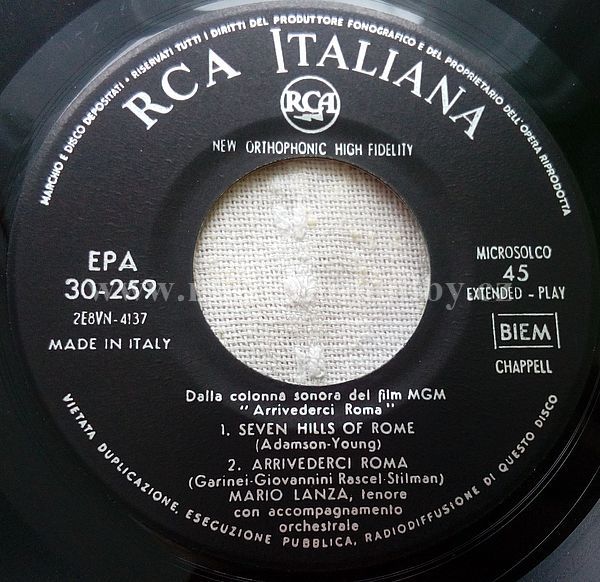 MARCHIO E DISCO DEPOSITATI • RISERVATI TUTTI I DIRITTI DEL PRODUTTORE FONOGRAFICO E DEL PROPRIETARIO DELL'OPERA RIPRODOTTA
RCA ITALIANA
RCA
NEW ORTHOPHONIC HIGH FIDELITY
EPA
30-259
2E8VN-4137
MADE IN ITALY
MICROSOLCO
45
EXTENDED - PLAY
BIEM
CHAPPELL
Dalla colonna sonora del film MGM
"Arrivederci Roma"
1. SEVEN HILLS OF ROME
(Adamson-Young)
2. ARRIVEDERCI ROMA
(Garinei-Giovannini Rascel-Stilman)
MARIO LANZA, tenore
con accompagnamento
orchestrale
VIETATA DUPLICAZIONE, ESECUZIONE PUBBLICA, RADIODIFFUSIONE DI QUESTO DISCO